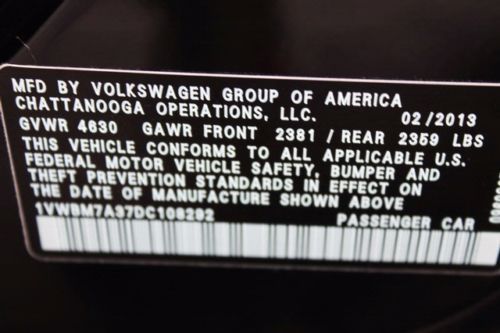 MFD BY VOLKSWAGEN GROUP OF AMERICA
CHATTANOOGA OPERATIONS, LLC. 02/2013
GVWR 4630 GAWR FRONT 2381 / REAR 2359 LBS
THIS VEHICLE CONFORMS TO ALL APPLICABLE U.S.
FEDERAL MOTOR VEHICLE SAFETY, BUMPER AND
THEFT PREVENTION STANDARDS IN EFFECT ON
THE DATE OF MANUFACTURE SHOWN ABOVE
1VWBM7A37DC108292 PASSENGER CAR